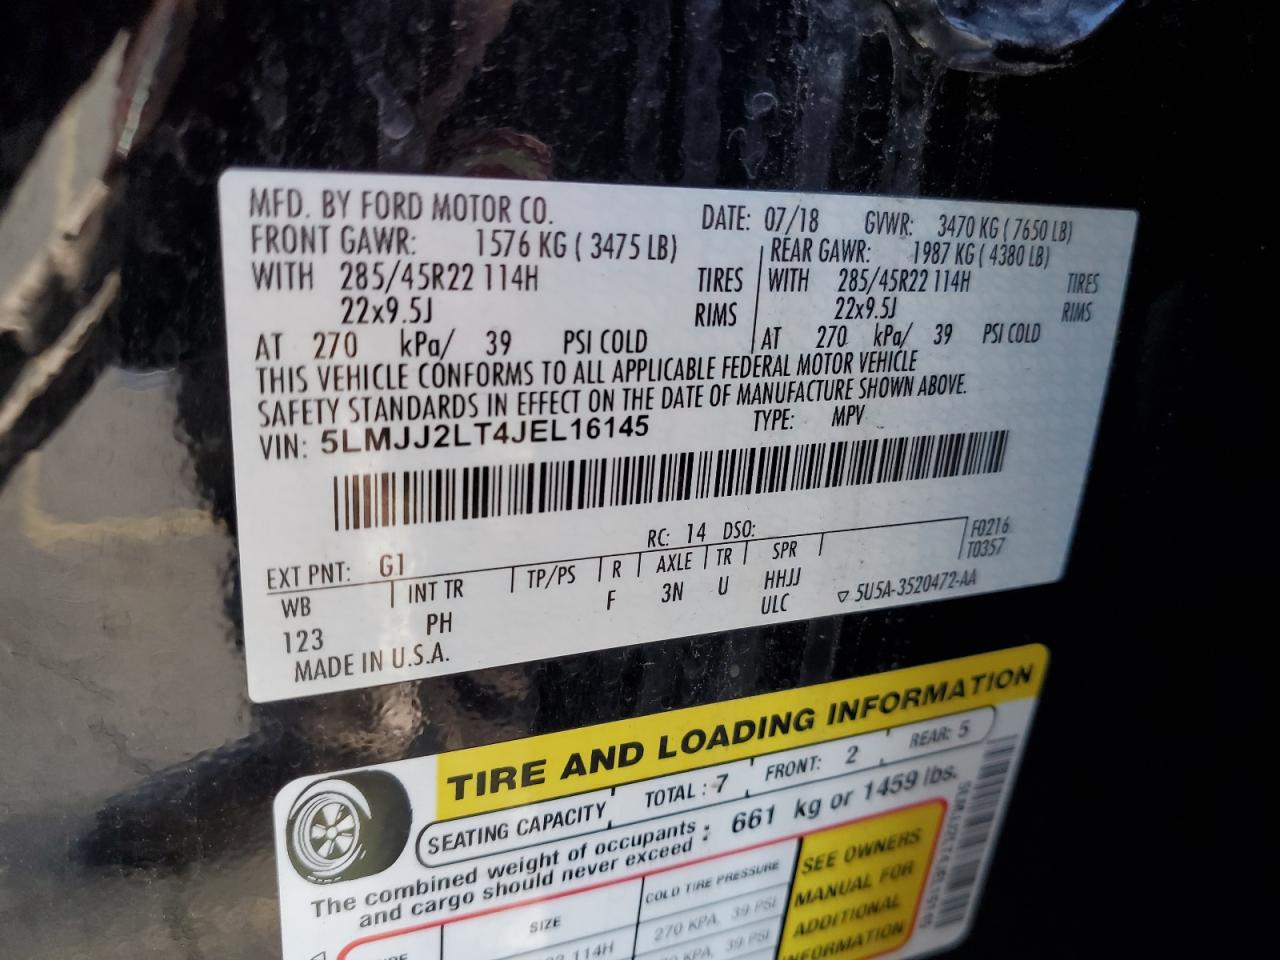 MFD. BY FORD MOTOR CO. DATE: 07/18 GVWR: 3470 KG ( 7650 LB)
FRONT GAWR: 1576 KG ( 3475 LB) REAR GAWR: 1987 KG ( 4380 LB)
WITH 285/45R22 114H TIRES WITH 285/45R22 114H TIRES
22x9.5J RIMS 22x9.5J RIMS
AT 270 kPa/ 39 PSI COLD AT 270 kPa/ 39 PSI COLD
THIS VEHICLE CONFORMS TO ALL APPLICABLE FEDERAL MOTOR VEHICLE
SAFETY STANDARDS IN EFFECT ON THE DATE OF MANUFACTURE SHOWN ABOVE.
VIN: 5LMJJ2LT4JEL16145 TYPE: MPV
RC: 14 DSO: F0216
EXT PNT: G1 T0357
WB INT TR TP/PS R AXLE TR SPR
123 PH F 3N U HHJJ
ULC ▽ 5U5A-3520472-AA
MADE IN U.S.A.
TIRE AND LOADING INFORMATION
SEATING CAPACITY TOTAL : 7 FRONT: 2 REAR: 5
The combined weight of occupants : 661 kg or 1459 lbs.
and cargo should never exceed
SIZE COLD TIRE PRESSURE
114H 270 KPA, 39 PSI
KPA, 39 PSI
SEE OWNERS
MANUAL FOR
ADDITIONAL
INFORMATION